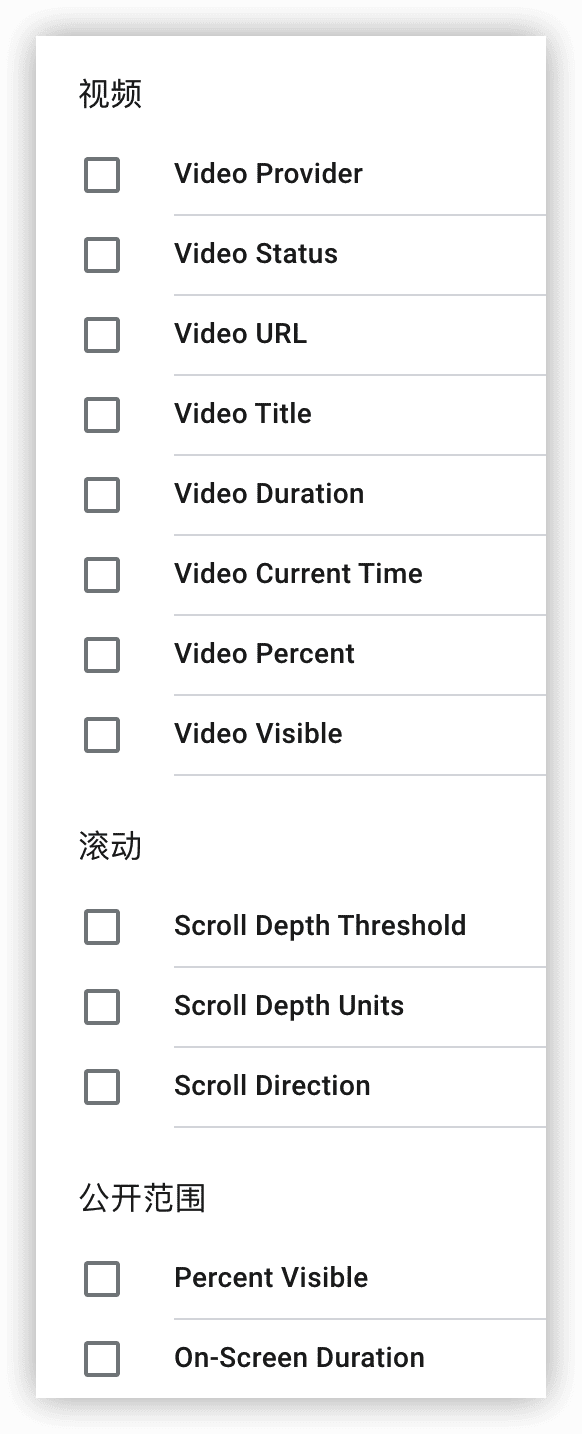 视频
Video Provider
Video Status
Video URL
Video Title
Video Duration
Video Current Time
Video Percent
Video Visible
滚动
Scroll Depth Threshold
Scroll Depth Units
Scroll Direction
公开范围
Percent Visible
On-Screen Duration